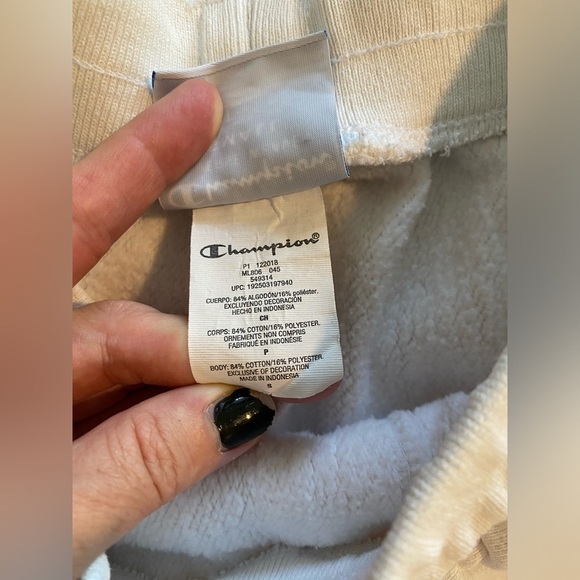 Champion®
P1 122018
ML806 045
549314
UPC: 192503197940
CUERPO: 84% ALGODÓN/16% poliéster.
EXCLUYENDO DECORACIÓN
HECHO EN INDONESIA
CH
CORPS: 84% COTON/16% POLYESTER.
ORNEMENTS NON COMPRIS
FABRIQUÉ EN INDONÉSIE
P
BODY: 84% COTTON/16% POLYESTER.
EXCLUSIVE OF DECORATION
MADE IN INDONESIA
S